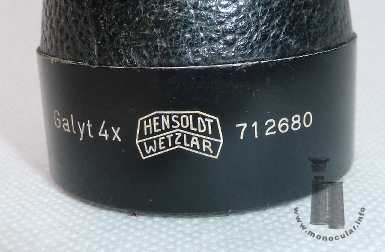 Galyt 4x HENSOLDT WETZLAR 712680
www.monocular.info